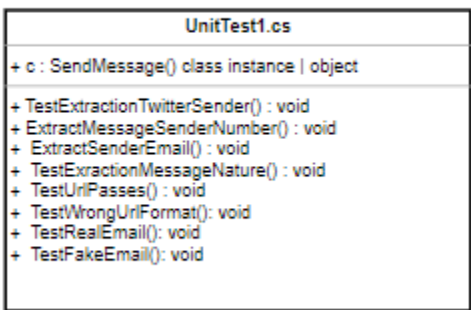 UnitTest1.cs
+ c : SendMessage() class instance | object
+ TestExtractionTwitterSender() : void
+ ExtractMessageSenderNumber() : void
+ ExtractSenderEmail() : void
+ TestExractionMessageNature() : void
+ TestUrlPasses() : void
+ TestWrongUrlFormat(): void
+ TestRealEmail(): void
+ TestFakeEmail(): void